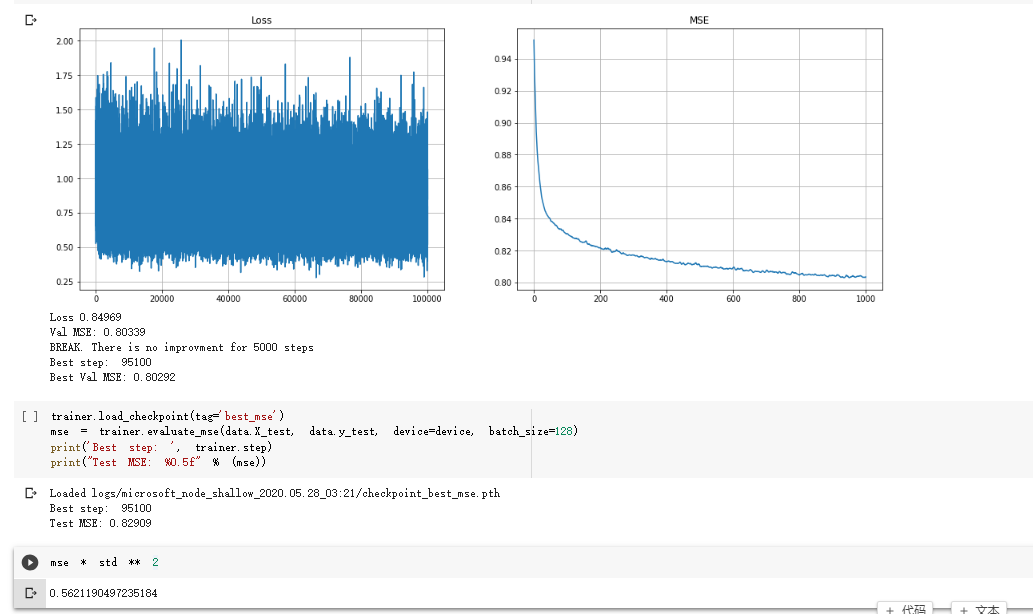 Loss
MSE
2.00
1.75
1.50
1.25
1.00
0.75
0.50
0.25
0 20000 40000 60000 80000 100000
0.94
0.92
0.90
0.88
0.86
0.84
0.82
0.80
0 200 400 600 800 1000
Loss 0.84969
Val MSE: 0.80339
BREAK. There is no improvment for 5000 steps
Best step: 95100
Best Val MSE: 0.80292
[ ] trainer.load_checkpoint(tag='best_mse')
mse = trainer.evaluate_mse(data.X_test, data.y_test, device=device, batch_size=128)
print('Best step: ', trainer.step)
print("Test MSE: %0.5f" % (mse))
Loaded logs/microsoft_node_shallow_2020.05.28_03:21/checkpoint_best_mse.pth
Best step: 95100
Test MSE: 0.82909
mse * std ** 2
0.5621190497235184
+ 代码 + 文本